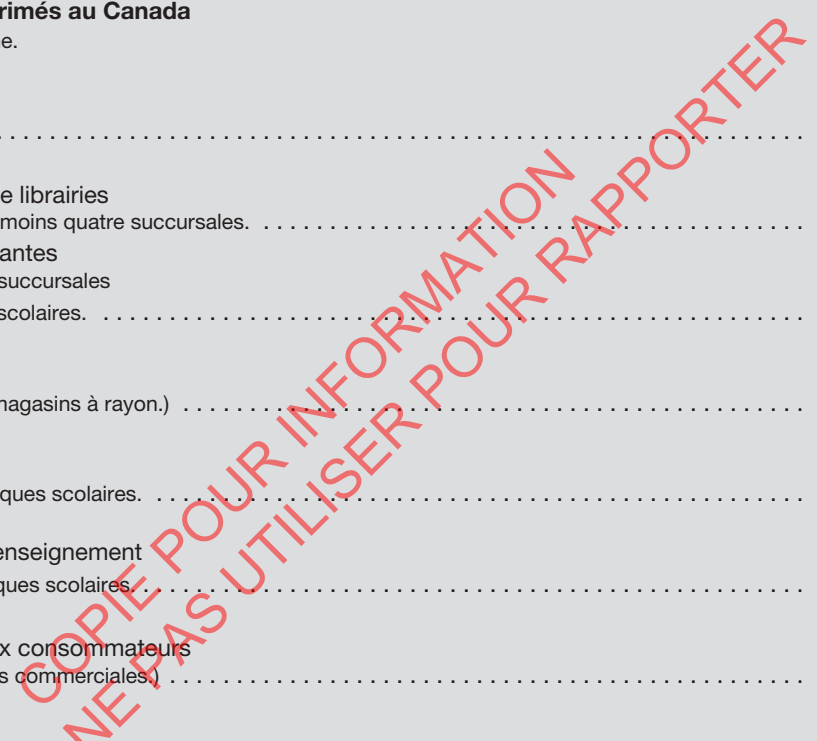 rimés au Canada
e.
e librairies
moins quatre succursales.
antes
succursales
scolaires.
magasins à rayon.)
ques scolaires.
enseignement
ques scolaires.
x consommateurs
s commerciales.)
COPIE POUR INFORMATION
NE PAS UTILISER POUR RAPPORTER